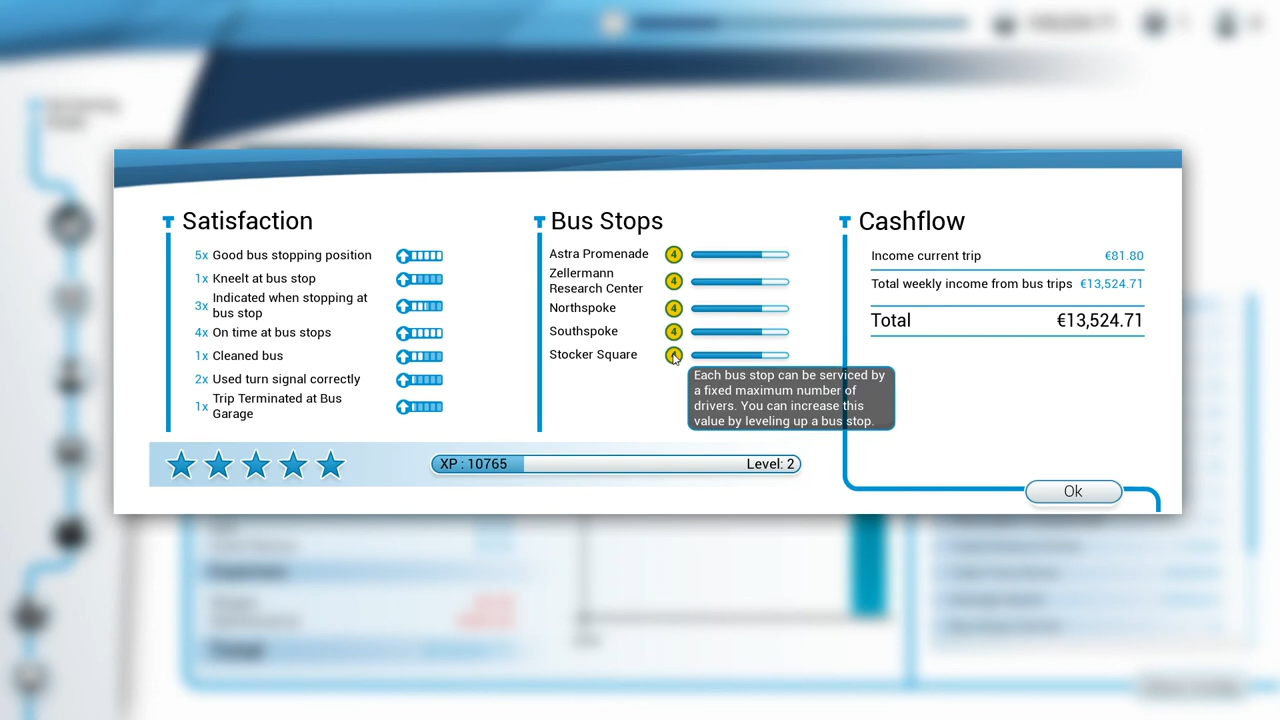 Satisfaction
5x Good bus stopping position
1x Kneelt at bus stop
3x Indicated when stopping at
bus stop
4x On time at bus stops
1x Cleaned bus
2x Used turn signal correctly
1x Trip Terminated at Bus
Garage
XP : 10765 Level: 2
Bus Stops
Astra Promenade 4
Zellermann
Research Center 4
Northspoke 4
Southspoke 4
Stocker Square
Each bus stop can be serviced by
a fixed maximum number of
drivers. You can increase this
value by leveling up a bus stop.
Cashflow
Income current trip €81.80
Total weekly income from bus trips €13,524.71
Total €13,524.71
Ok